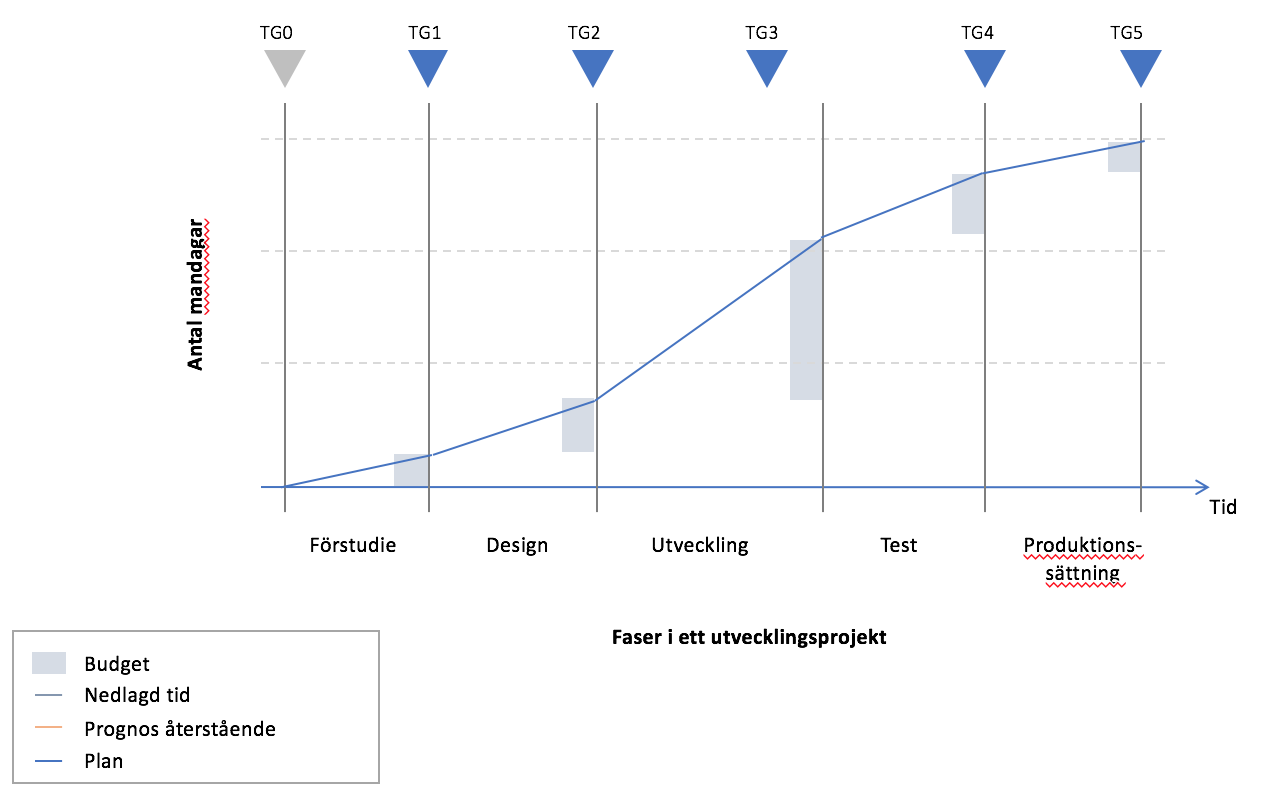 TG0
TG1
TG2
TG3
TG4
TG5
Antal mandagar
Tid
Förstudie
Design
Utveckling
Test
Produktions-
sättning
Faser i ett utvecklingsprojekt
Budget
Nedlagd tid
Prognos återstående
Plan